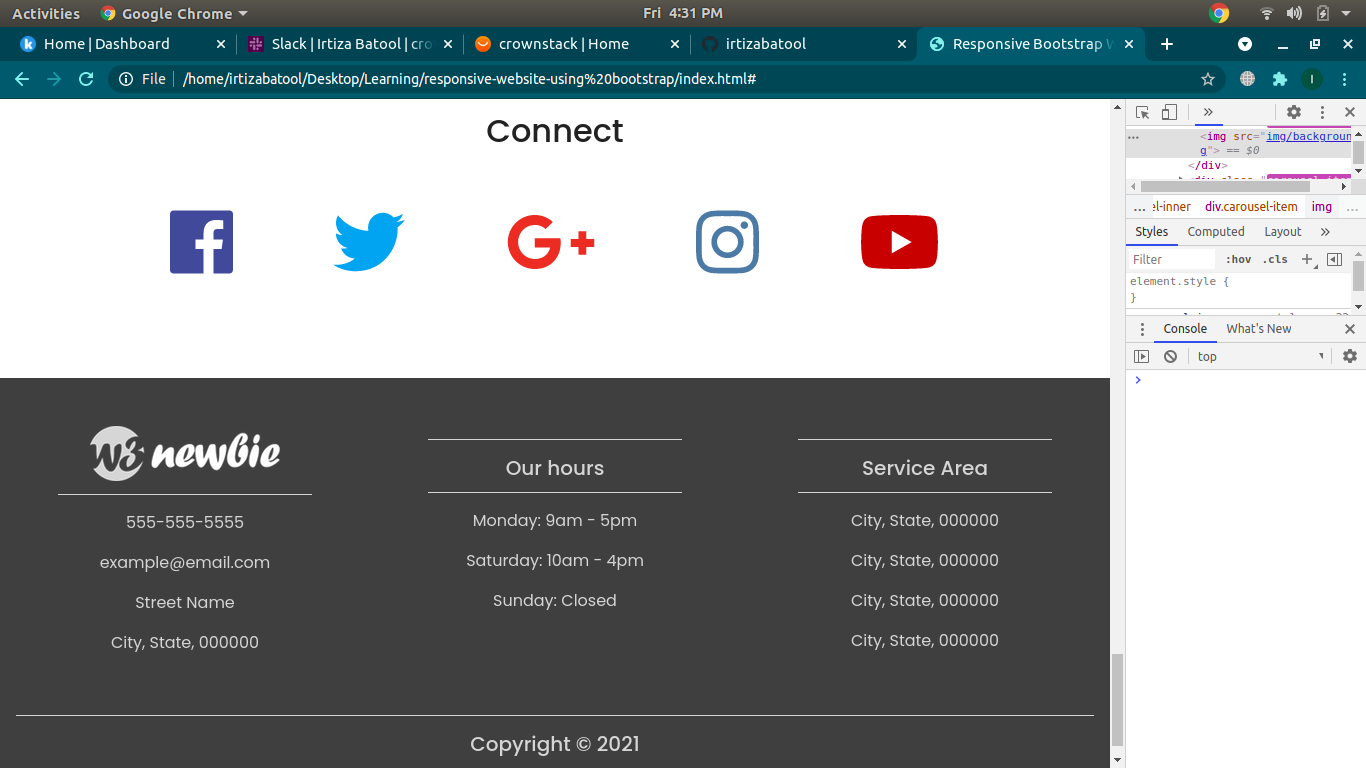 Activities Google Chrome Fri 4:31 PM
Home | Dashboard Slack | Irtiza Batool | cro crownstack | Home irtizabatool Responsive Bootstrap W
File /home/irtizabatool/Desktop/Learning/responsive-website-using%20bootstrap/index.html# I
Connect
W3 newbie
555-555-5555
example@email.com
Street Name
City, State, 000000
Our hours
Monday: 9am - 5pm
Saturday: 10am - 4pm
Sunday: Closed
Service Area
City, State, 000000
City, State, 000000
City, State, 000000
City, State, 000000
Copyright © 2021
<img src="img/backgroun
g"> == $0
</div>
... el-inner div.carousel-item img ...
Styles Computed Layout
Filter :hov .cls
element.style {
}
Console What's New
top